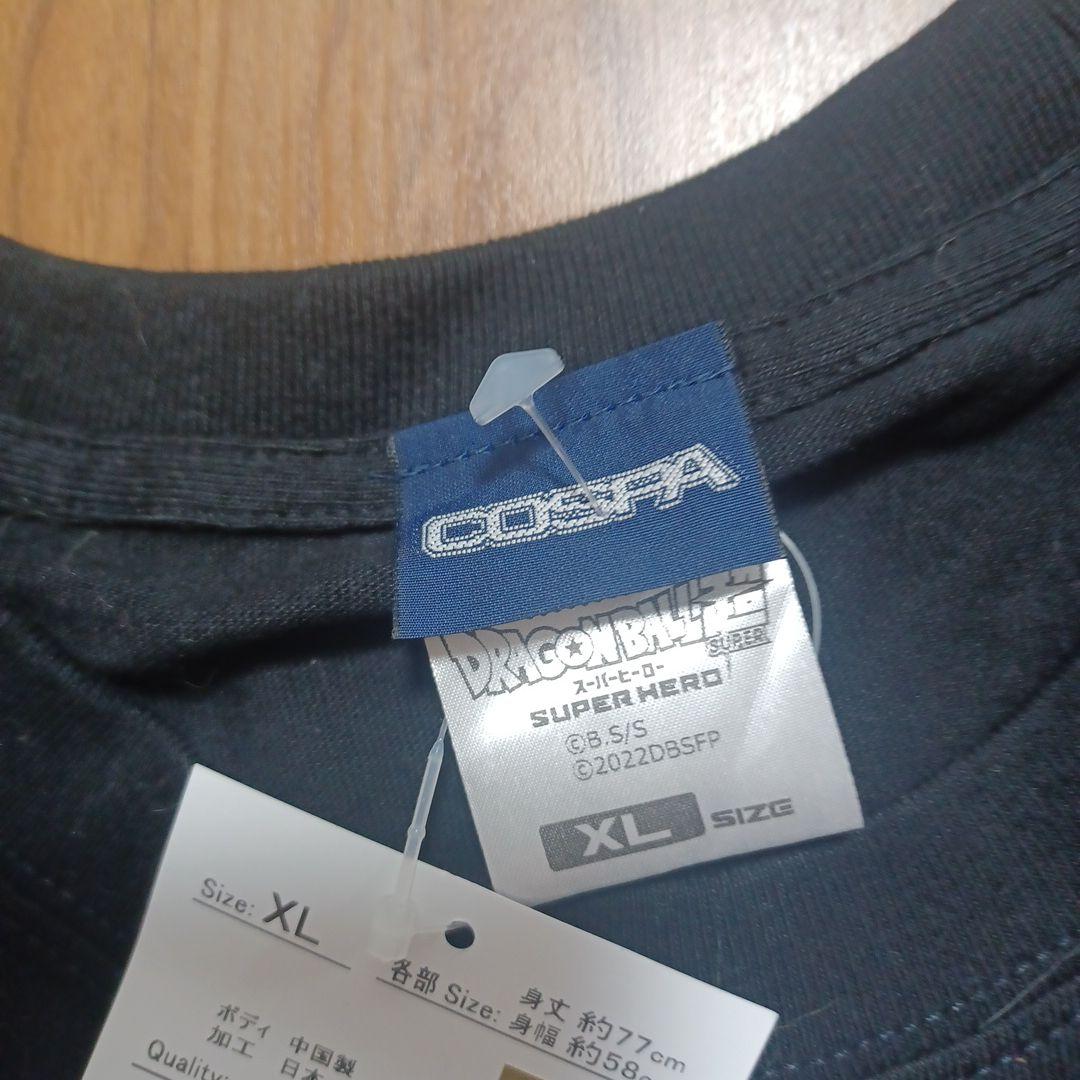 COSPA
DRAGONBALL超
SUPER
スーパーヒーロー
SUPER HERO
©B.S/S
©2022DBSFP
XL SIZE
Size: XL
各部 Size: 身丈 約77cm
身幅 約58
ボディ 中国製
加工 日本
Quality